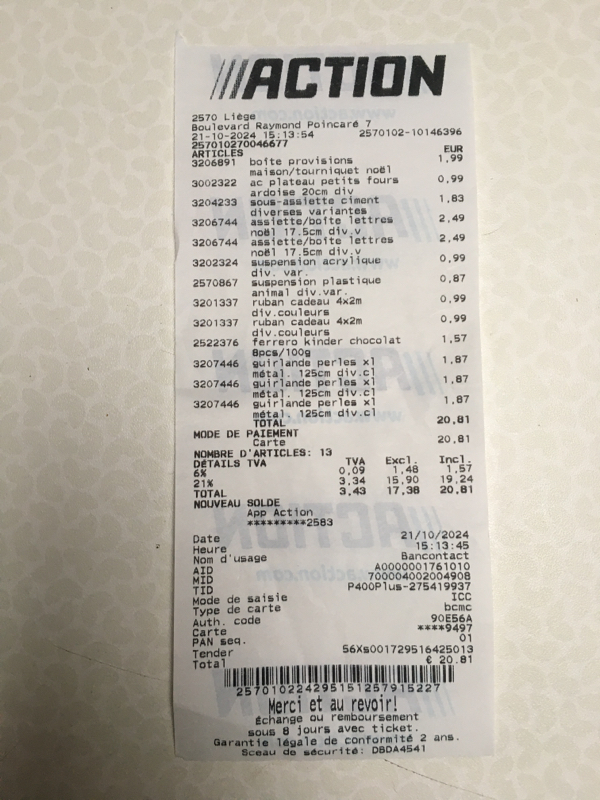 ///ACTION
2570 Liège
Boulevard Raymond Poincaré 7
21-10-2024 15:13:54 2570102-10146396
257010270046677
ARTICLES EUR
3206891 boîte provisions 1,99
maison/tourniquet noël
3002322 ac plateau petits fours 0,99
ardoise 20cm div
3204233 sous-assiette ciment 1,83
diverses variantes
3206744 assiette/boîte lettres 2,49
noël 17.5cm div.v
3206744 assiette/boîte lettres 2,49
noël 17.5cm div.v
3202324 suspension acrylique 0,99
div. var.
2570867 suspension plastique 0,87
animal div.var.
3201337 ruban cadeau 4x2m 0,99
div.couleurs
3201337 ruban cadeau 4x2m 0,99
div.couleurs
2522376 ferrero kinder chocolat 1,57
8pcs/100g
3207446 guirlande perles xl 1,87
métal. 125cm div.cl
3207446 guirlande perles xl 1,87
métal. 125cm div.cl
3207446 guirlande perles xl 1,87
métal. 125cm div.cl
TOTAL 20,81
MODE DE PAIEMENT
Carte 20,81
NOMBRE D'ARTICLES: 13
DÉTAILS TVA TVA Excl. Incl.
6% 0,09 1,48 1,57
21% 3,34 15,90 19,24
TOTAL 3,43 17,38 20,81
NOUVEAU SOLDE
App Action
*********2583
Date 21/10/2024
Heure 15:13:45
Nom d'usage Bancontact
AID A0000001761010
MID 700004002004908
TID P400Plus-275419937
Mode de saisie ICC
Type de carte bcmc
Auth. code 90E56A
Carte ****9497
PAN seq. 01
Tender 56Xs001729516425013
Total € 20.81
257010224295151257915227
Merci et au revoir!
Échange ou remboursement
sous 8 jours avec ticket.
Garantie légale de conformité 2 ans.
Sceau de sécurité: DBDA4541